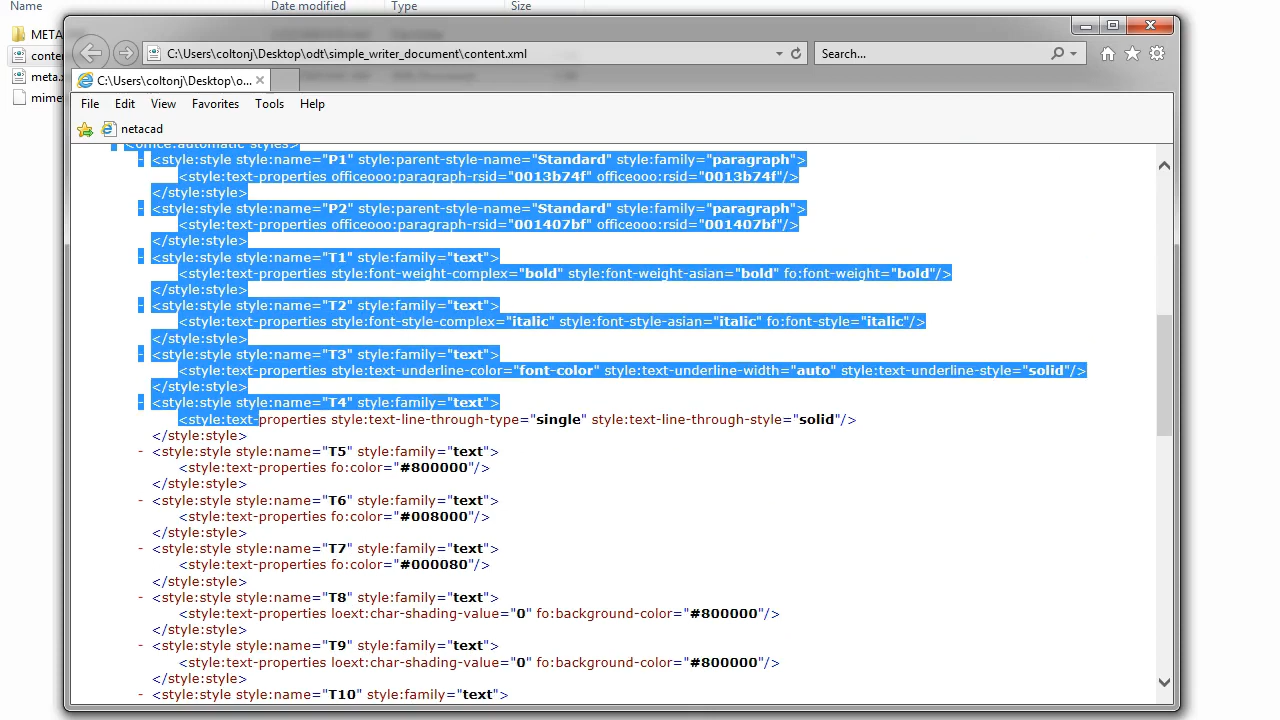 Name Date modified Type Size
META
conte
meta.x
mime
C:\Users\coltonj\Desktop\odt\simple_writer_document\content.xml Search...
C:\Users\coltonj\Desktop\o...
File Edit View Favorites Tools Help
netacad
<office:automatic-styles>
- <style:style style:name="P1" style:parent-style-name="Standard" style:family="paragraph">
<style:text-properties officeooo:paragraph-rsid="0013b74f" officeooo:rsid="0013b74f"/>
</style:style>
- <style:style style:name="P2" style:parent-style-name="Standard" style:family="paragraph">
<style:text-properties officeooo:paragraph-rsid="001407bf" officeooo:rsid="001407bf"/>
</style:style>
- <style:style style:name="T1" style:family="text">
<style:text-properties style:font-weight-complex="bold" style:font-weight-asian="bold" fo:font-weight="bold"/>
</style:style>
- <style:style style:name="T2" style:family="text">
<style:text-properties style:font-style-complex="italic" style:font-style-asian="italic" fo:font-style="italic"/>
</style:style>
- <style:style style:name="T3" style:family="text">
<style:text-properties style:text-underline-color="font-color" style:text-underline-width="auto" style:text-underline-style="solid"/>
</style:style>
- <style:style style:name="T4" style:family="text">
<style:text-properties style:text-line-through-type="single" style:text-line-through-style="solid"/>
</style:style>
- <style:style style:name="T5" style:family="text">
<style:text-properties fo:color="#800000"/>
</style:style>
- <style:style style:name="T6" style:family="text">
<style:text-properties fo:color="#008000"/>
</style:style>
- <style:style style:name="T7" style:family="text">
<style:text-properties fo:color="#000080"/>
</style:style>
- <style:style style:name="T8" style:family="text">
<style:text-properties loext:char-shading-value="0" fo:background-color="#800000"/>
</style:style>
- <style:style style:name="T9" style:family="text">
<style:text-properties loext:char-shading-value="0" fo:background-color="#800000"/>
</style:style>
- <style:style style:name="T10" style:family="text">